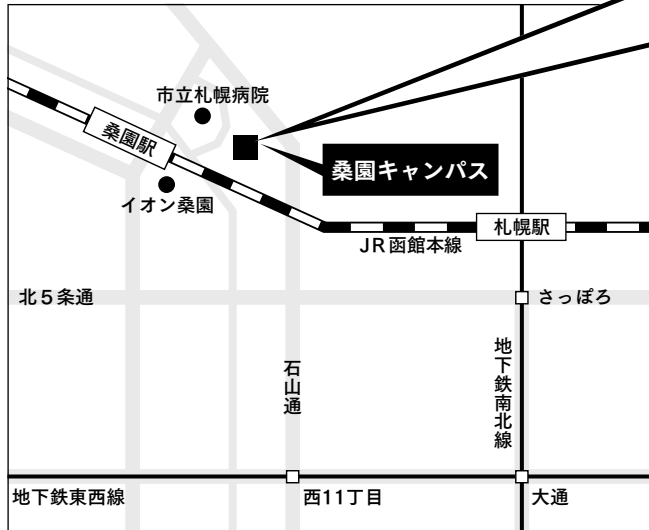 市立札幌病院
桑園駅
桑園キャンパス
イオン桑園
札幌駅
JR函館本線
北5条通
さっぽろ
石山通
地下鉄南北線
地下鉄東西線
西11丁目
大通